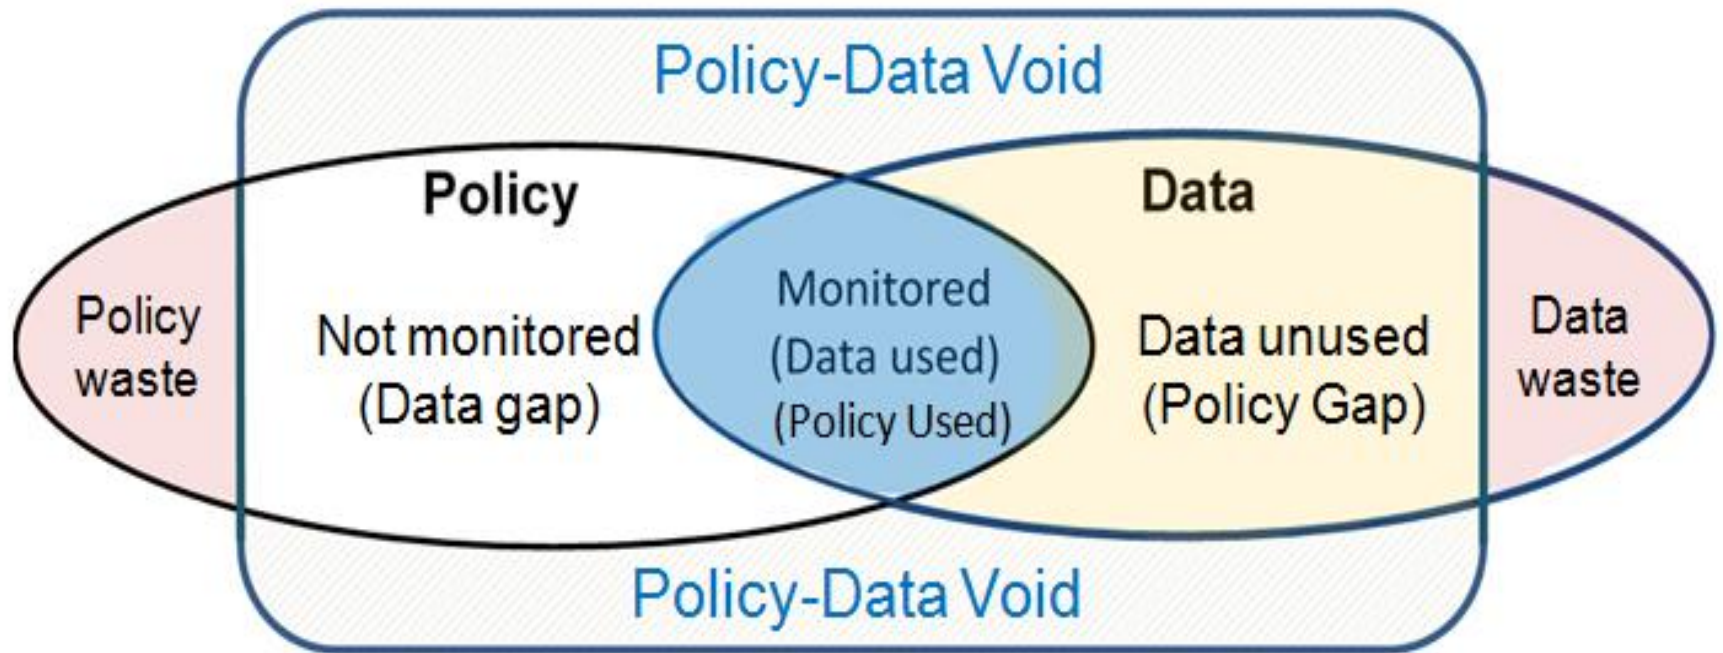 Policy-Data Void
Policy
Data
Policy
waste
Not monitored
(Data gap)
Monitored
(Data used)
(Policy Used)
Data unused
(Policy Gap)
Data
waste
Policy-Data Void